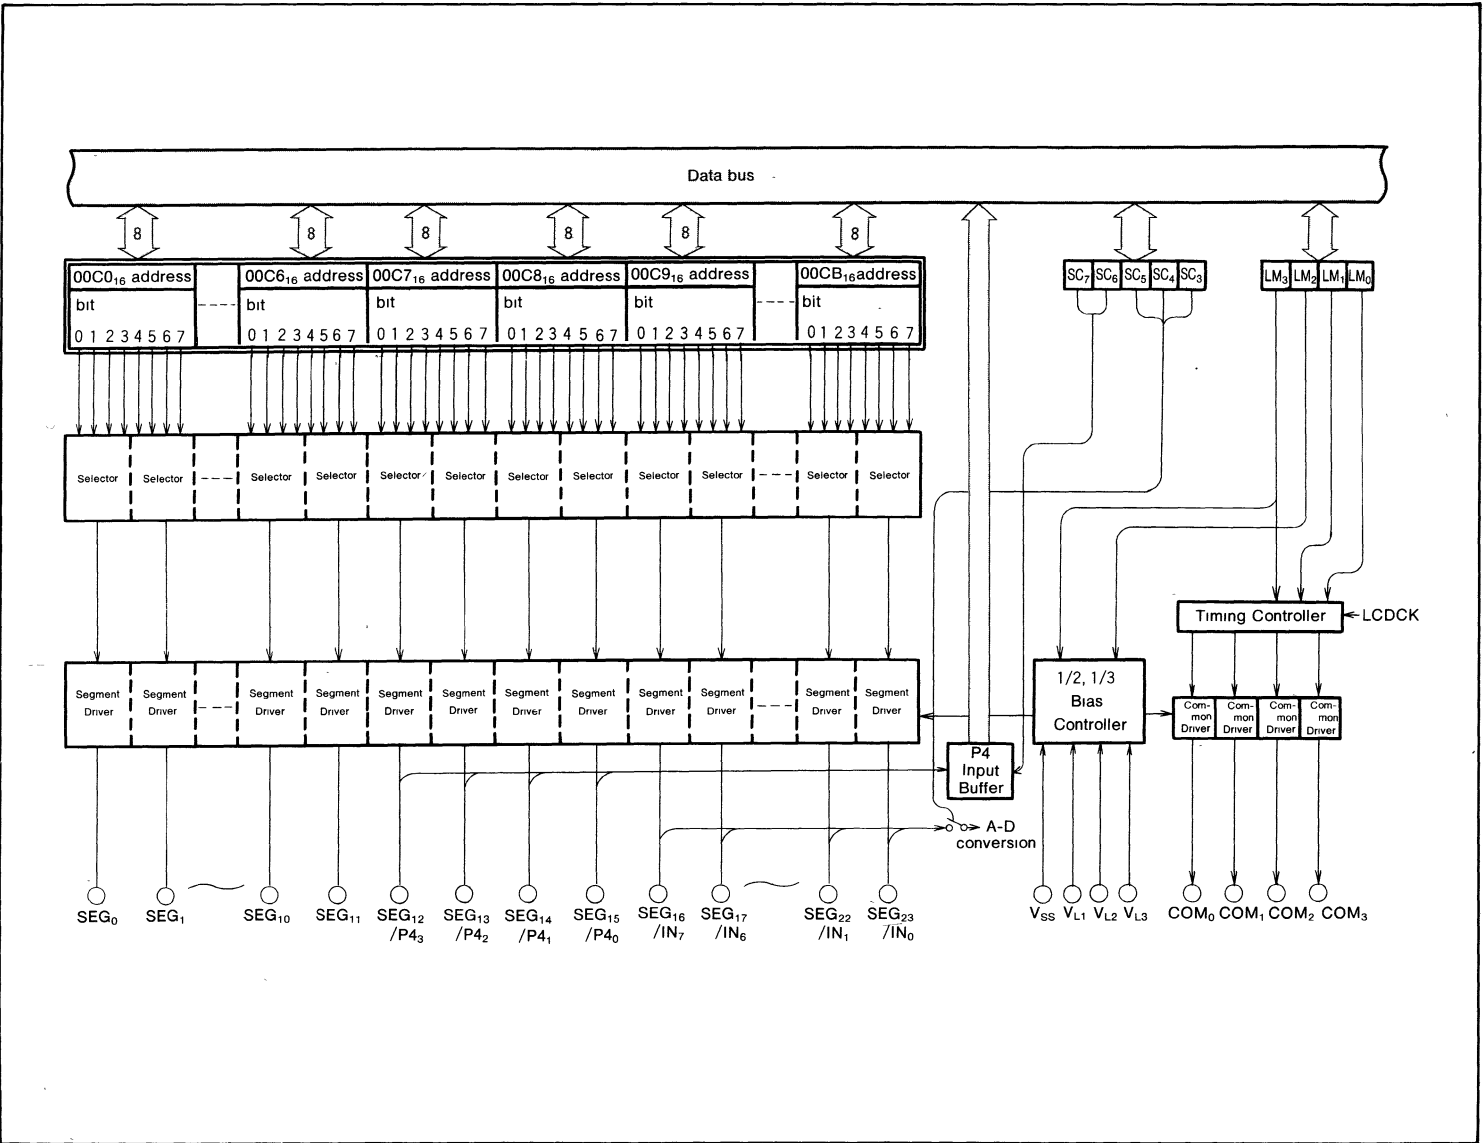 Data bus
8 8 8 8 8 8
00C0₁₆ address 00C6₁₆ address 00C7₁₆ address 00C8₁₆ address 00C9₁₆ address 00CB₁₆address
SC₇ SC₆ SC₅ SC₄ SC₃ LM₃ LM₂ LM₁ LM₀
bit bit bit bit bit bit
0 1 2 3 4 5 6 7 0 1 2 3 4 5 6 7 0 1 2 3 4 5 6 7 0 1 2 3 4 5 6 7 0 1 2 3 4 5 6 7 0 1 2 3 4 5 6 7
Selector Selector Selector Selector Selector Selector Selector Selector Selector Selector Selector Selector
Timing Controller LCDCK
Segment Driver Segment Driver Segment Driver Segment Driver Segment Driver Segment Driver Segment Driver Segment Driver Segment Driver Segment Driver Segment Driver Segment Driver
1/2, 1/3
Bias
Controller
Com-
mon
Driver
Com-
mon
Driver
Com-
mon
Driver
Com-
mon
Driver
P4
Input
Buffer
A-D
conversion
SEG₀ SEG₁ SEG₁₀ SEG₁₁ SEG₁₂ SEG₁₃ SEG₁₄ SEG₁₅ SEG₁₆ SEG₁₇ SEG₂₂ SEG₂₃ VSS VL1 VL2 VL3 COM₀ COM₁ COM₂ COM₃
/P4₃ /P4₂ /P4₁ /P4₀ /IN₇ /IN₆ /IN₁ /IN₀